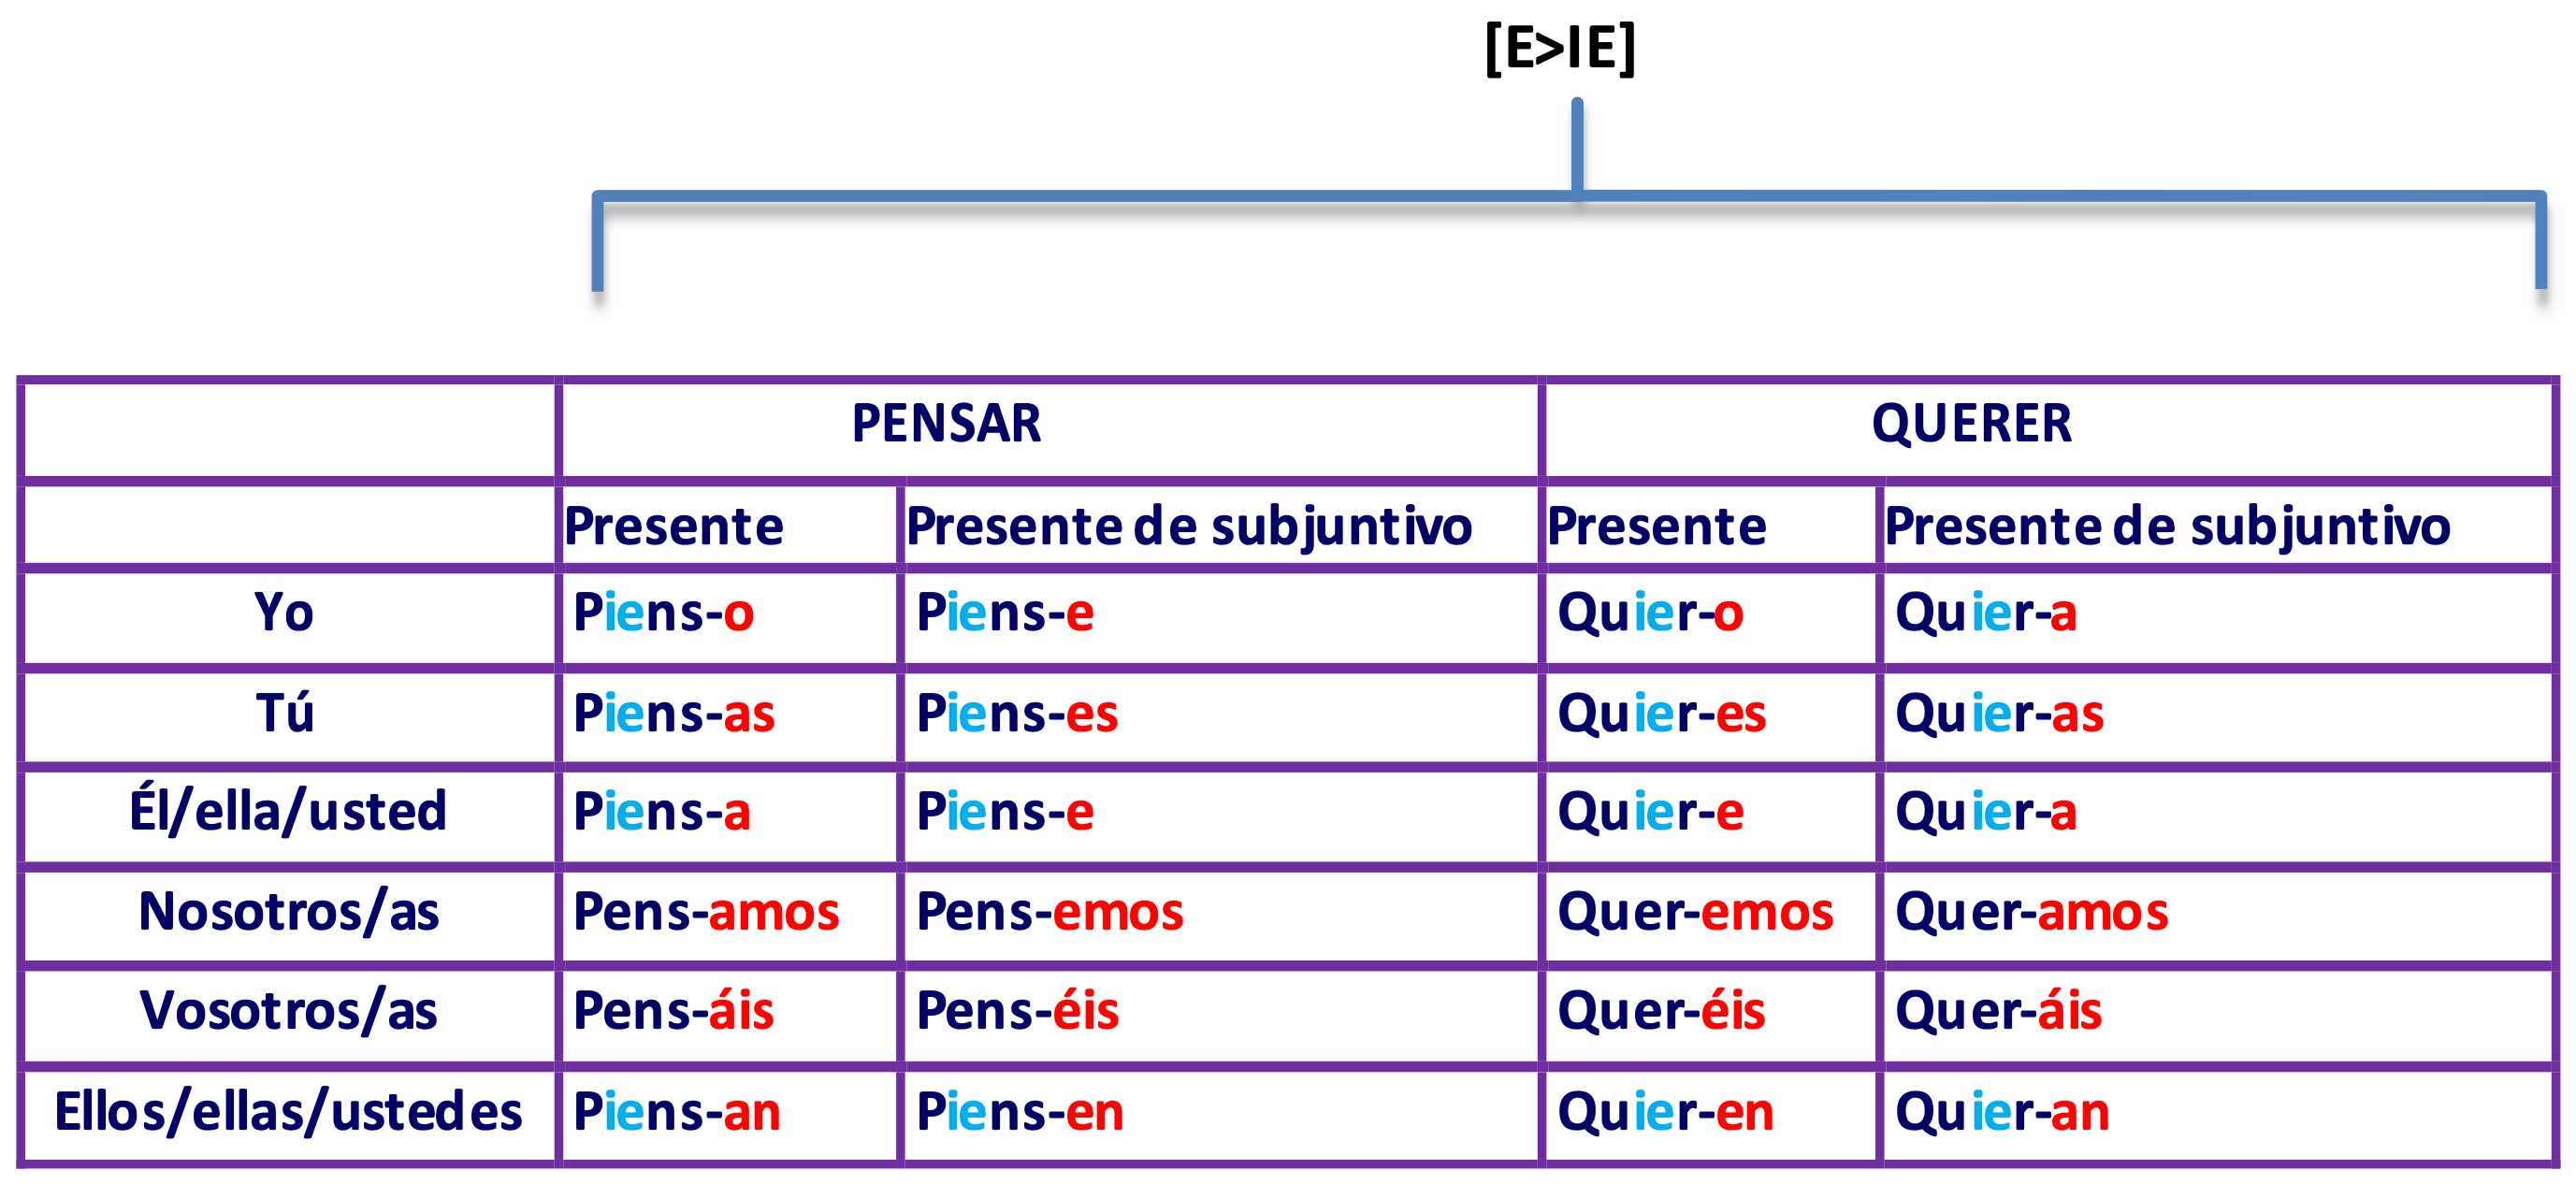 [E>IE]
PENSAR QUERER
Presente Presente de subjuntivo Presente Presente de subjuntivo
Yo Piens-o Piens-e Quier-o Quier-a
Tú Piens-as Piens-es Quier-es Quier-as
Él/ella/usted Piens-a Piens-e Quier-e Quier-a
Nosotros/as Pens-amos Pens-emos Quer-emos Quer-amos
Vosotros/as Pens-áis Pens-éis Quer-éis Quer-áis
Ellos/ellas/ustedes Piens-an Piens-en Quier-en Quier-an